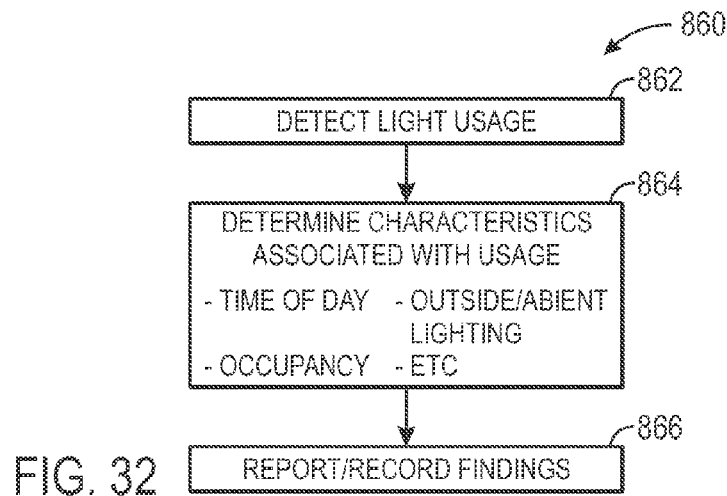 860
862
DETECT LIGHT USAGE
864
DETERMINE CHARACTERISTICS
ASSOCIATED WITH USAGE
- TIME OF DAY - OUTSIDE/ABIENT
LIGHTING
- OCCUPANCY - ETC
866
REPORT/RECORD FINDINGS
FIG. 32